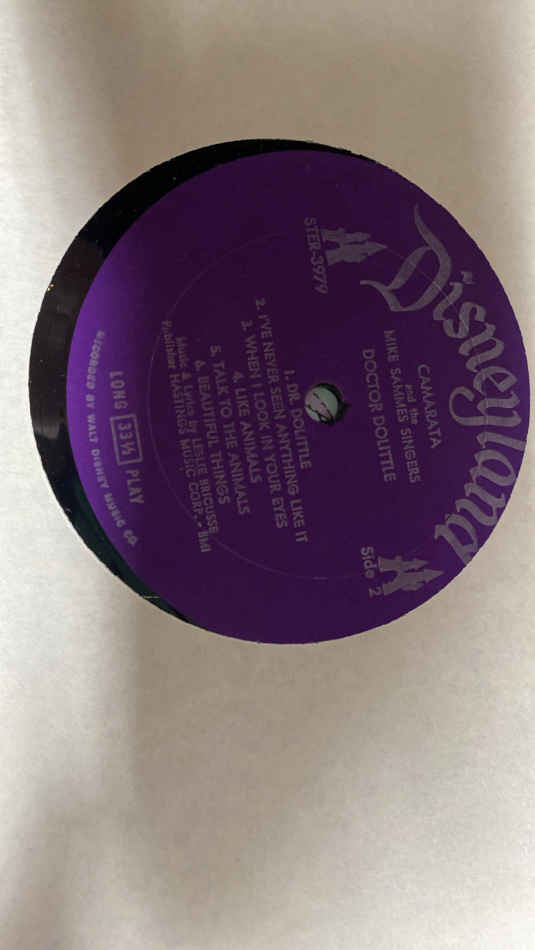 Disneyland
STER-3979
Side 2
CAMARATA
and the
MIKE SAMMES SINGERS
DOCTOR DOLITTLE
1. DR. DOLITTLE
2. I'VE NEVER SEEN ANYTHING LIKE IT
3. WHEN I LOOK IN YOUR EYES
4. LIKE ANIMALS
5. TALK TO THE ANIMALS
6. BEAUTIFUL THINGS
Music & Lyrics by LESLIE BRICUSSE
Publisher HASTINGS MUSIC CORP. - BMI
LONG 33⅓ PLAY
RECORDED BY WALT DISNEY MUSIC CO.